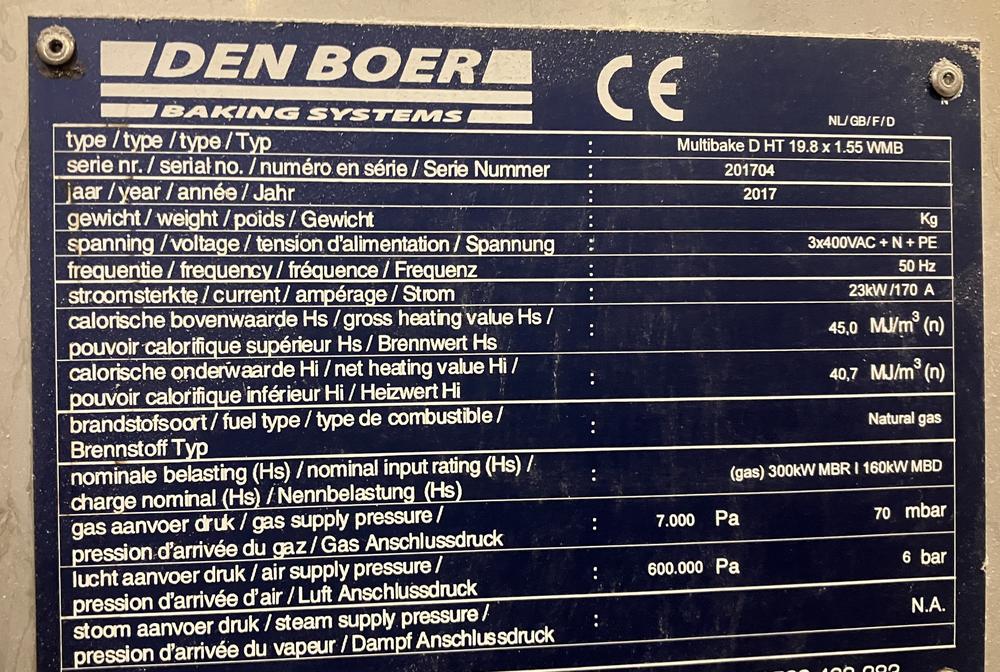 DEN BOER
BAKING SYSTEMS
CE
NL/GB/F/D
type / type / type / Typ : Multibake D HT 19.8 x 1.55 WMB
serie nr. / serial no. / numéro en série / Serie Nummer : 201704
jaar / year / année / Jahr : 2017
gewicht / weight / poids / Gewicht : Kg
spanning / voltage / tension d'alimentation / Spannung : 3x400VAC + N + PE
frequentie / frequency / fréquence / Frequenz : 50 Hz
stroomsterkte / current / ampérage / Strom : 23kW /170 A
calorische bovenwaarde Hs / gross heating value Hs /
pouvoir calorifique supérieur Hs / Brennwert Hs : 45,0 MJ/m³ (n)
calorische onderwaarde Hi / net heating value Hi /
pouvoir calorifique inférieur Hi / Heizwert Hi : 40,7 MJ/m³ (n)
brandstofsoort / fuel type / type de combustible / : Natural gas
Brennstoff Typ
nominale belasting (Hs) / nominal input rating (Hs) / : (gas) 300kW MBR I 160kW MBD
charge nominal (Hs) / Nennbelastung (Hs)
gas aanvoer druk / gas supply pressure / : 7.000 Pa 70 mbar
pression d'arrivée du gaz / Gas Anschlussdruck
lucht aanvoer druk / air supply pressure / : 600.000 Pa 6 bar
pression d'arrivée d'air / Luft Anschlussdruck
stoom aanvoer druk / steam supply pressure / : N.A.
pression d'arrivée du vapeur / Dampf Anschlussdruck